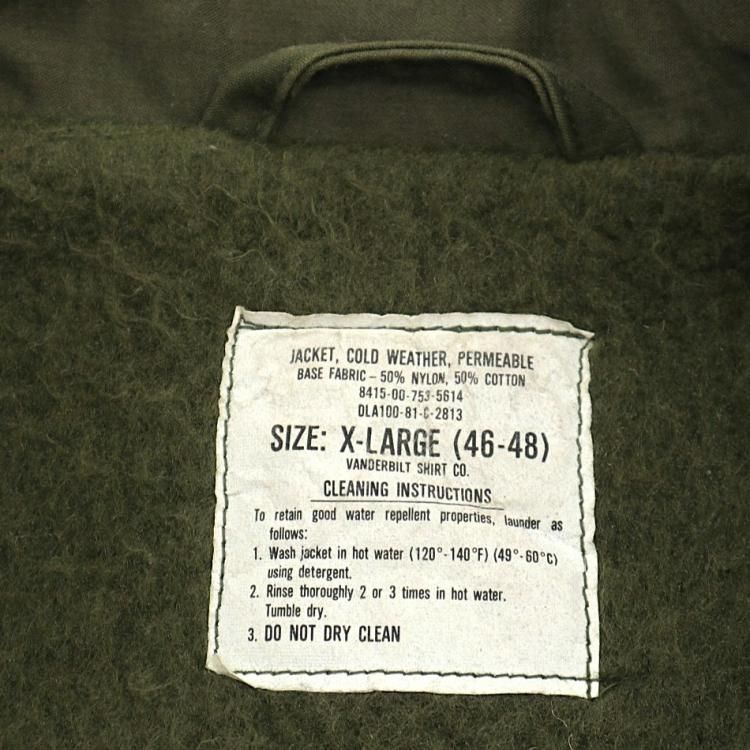 JACKET, COLD WEATHER, PERMEABLE
BASE FABRIC – 50% NYLON, 50% COTTON
8415-00-753-5614
DLA100-81-C-2813
SIZE: X-LARGE (46-48)
VANDERBILT SHIRT CO.
CLEANING INSTRUCTIONS
To retain good water repellent properties, launder as
follows:
1. Wash jacket in hot water (120°-140°F) (49°-60°C)
using detergent.
2. Rinse thoroughly 2 or 3 times in hot water.
Tumble dry.
3. DO NOT DRY CLEAN